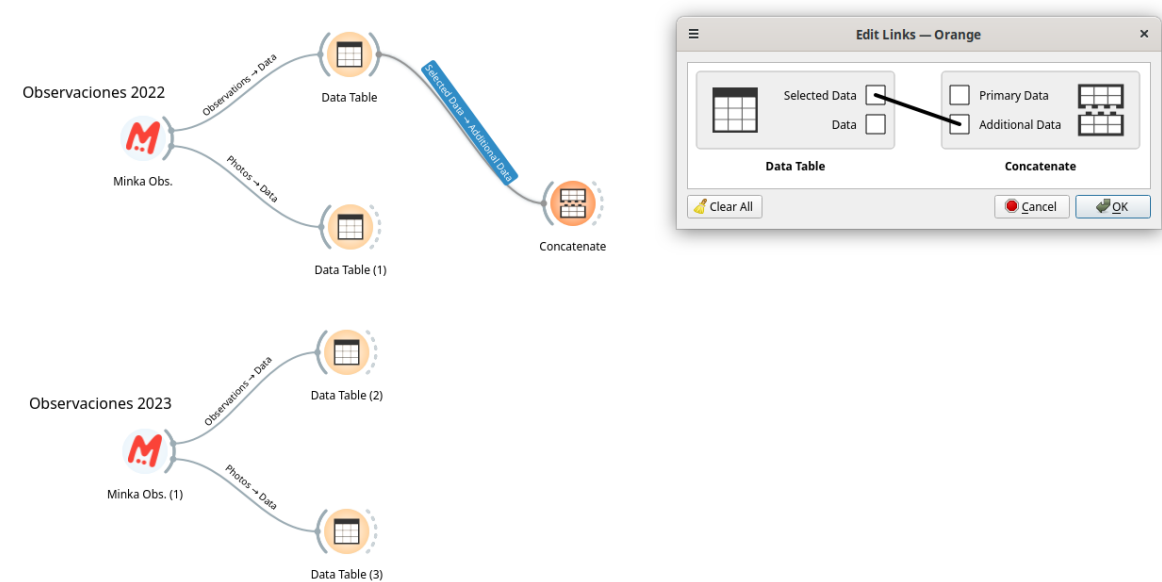 Observaciones 2022
Observations → Data
Data Table
Selected Data → Additional Data
Minka Obs.
Photos → Data
Data Table (1)
Concatenate
Observaciones 2023
Observations → Data
Data Table (2)
Minka Obs. (1)
Photos → Data
Data Table (3)
Edit Links — Orange
Selected Data
Primary Data
Data
Additional Data
Data Table
Concatenate
Clear All
Cancel
OK